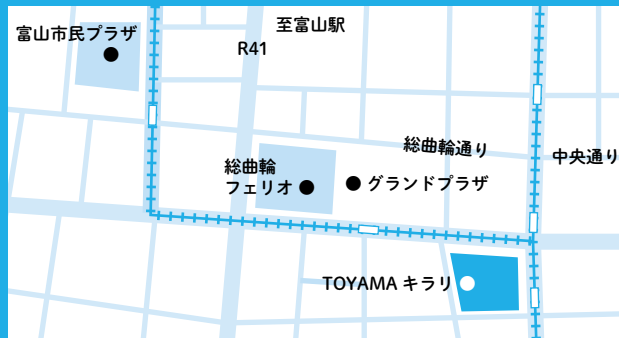 至富山駅
富山市民プラザ
R41
総曲輪通り
中央通り
総曲輪
フェリオ
グランドプラザ
TOYAMA キラリ